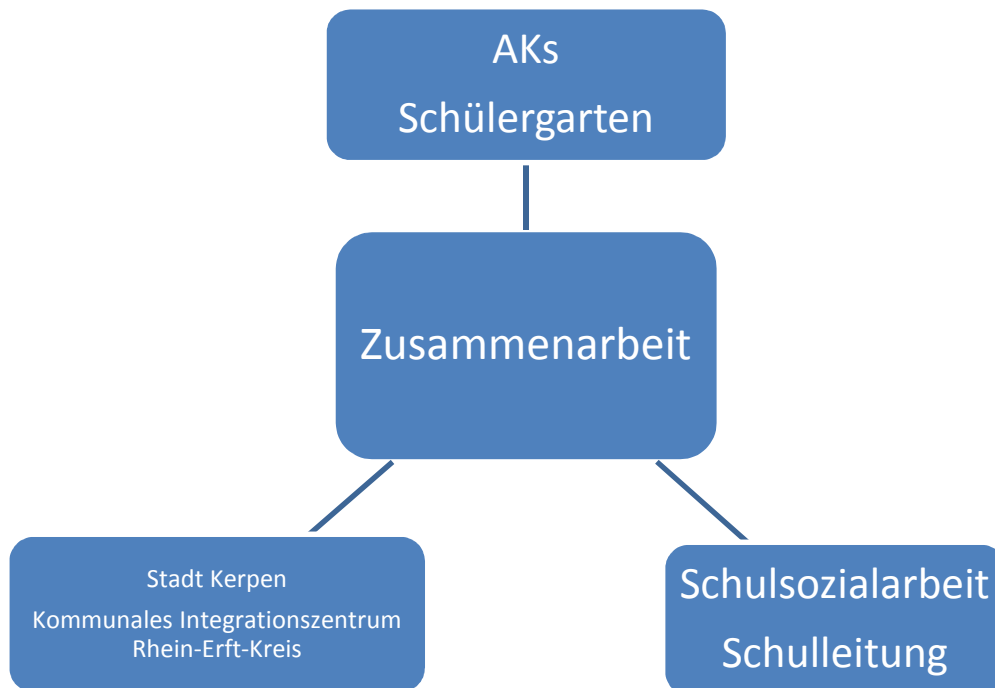 AKs
Schülergarten
Zusammenarbeit
Stadt Kerpen
Kommunales Integrationszentrum
Rhein-Erft-Kreis
Schulsozialarbeit
Schulleitung